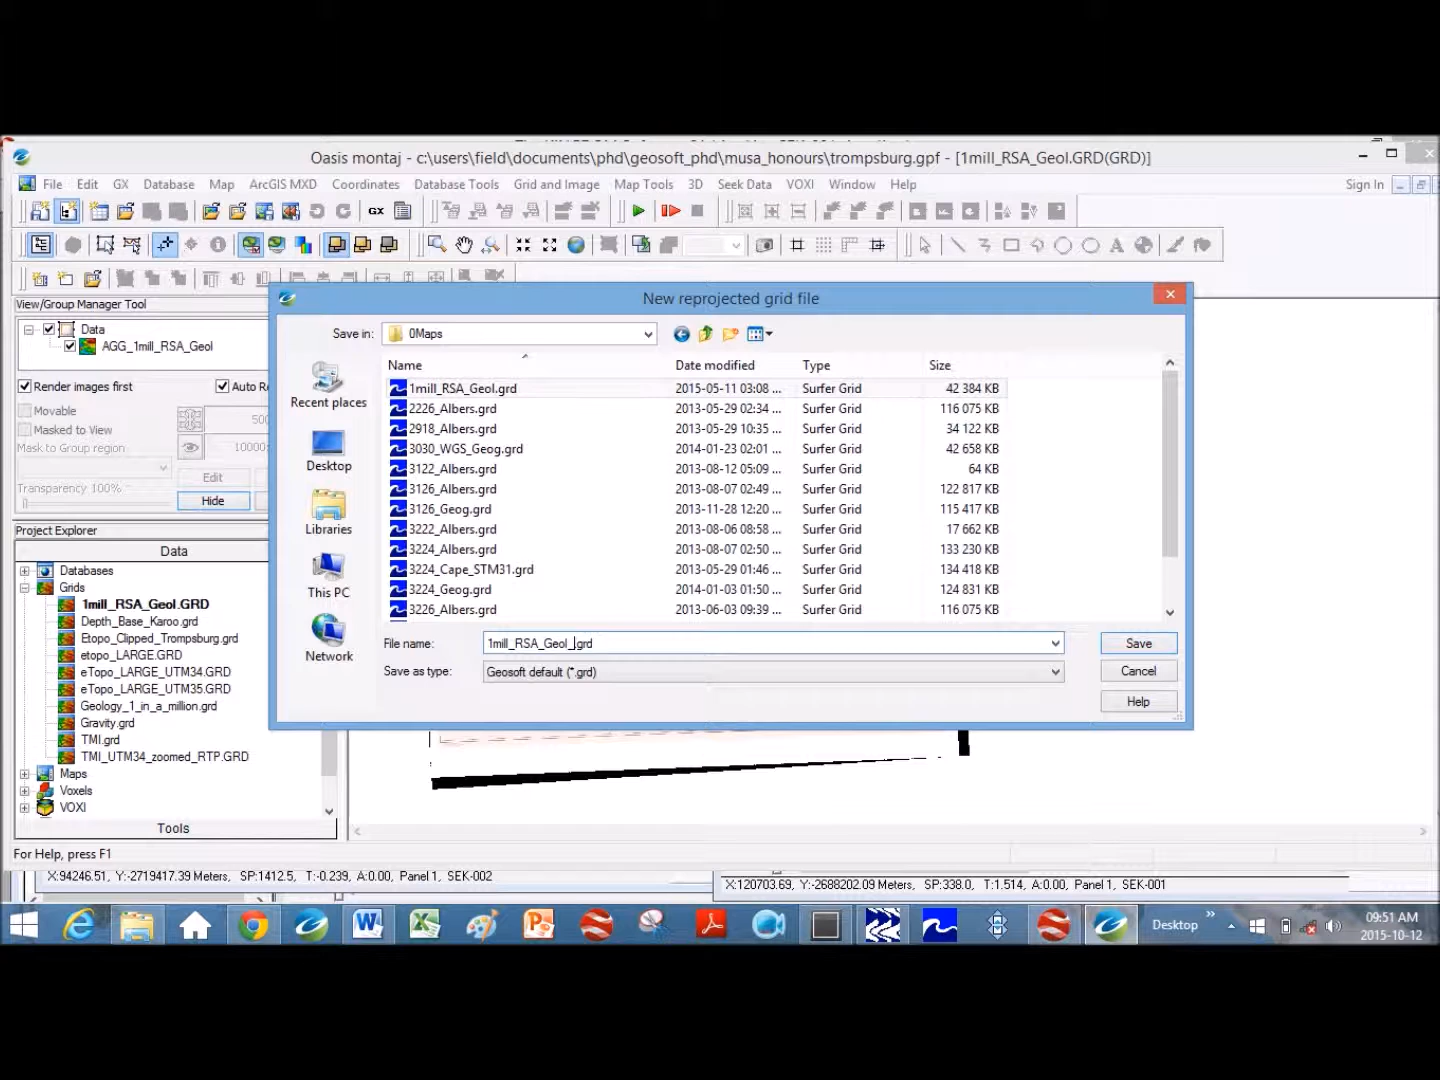 Oasis montaj - c:\users\field\documents\phd\geosoft_phd\musa_honours\trompsburg.gpf - [1mill_RSA_Geol.GRD(GRD)]
File Edit GX Database Map ArcGIS MXD Coordinates Database Tools Grid and Image Map Tools 3D Seek Data VOXI Window Help Sign In
GX
View/Group Manager Tool
Data
AGG_1mill_RSA_Geol
Render images first Auto Re
Movable
Masked to View
Mask to Group region
500
10000
Transparency 100%
Edit
Hide
Project Explorer
Data
Databases
Grids
1mill_RSA_Geol.GRD
Depth_Base_Karoo.grd
Etopo_Clipped_Trompsburg.grd
etopo_LARGE.GRD
eTopo_LARGE_UTM34.GRD
eTopo_LARGE_UTM35.GRD
Geology_1_in_a_million.grd
Gravity.grd
TMI.grd
TMI_UTM34_zoomed_RTP.GRD
Maps
Voxels
VOXI
Tools
New reprojected grid file
Save in: 0Maps
Recent places
Desktop
Libraries
This PC
Network
Name Date modified Type Size
1mill_RSA_Geol.grd 2015-05-11 03:08 ... Surfer Grid 42 384 KB
2226_Albers.grd 2013-05-29 02:34 ... Surfer Grid 116 075 KB
2918_Albers.grd 2013-05-29 10:35 ... Surfer Grid 34 122 KB
3030_WGS_Geog.grd 2014-01-23 02:01 ... Surfer Grid 42 658 KB
3122_Albers.grd 2013-08-12 05:09 ... Surfer Grid 64 KB
3126_Albers.grd 2013-08-07 02:49 ... Surfer Grid 122 817 KB
3126_Geog.grd 2013-11-28 12:20 ... Surfer Grid 115 417 KB
3222_Albers.grd 2013-08-06 08:58 ... Surfer Grid 17 662 KB
3224_Albers.grd 2013-08-07 02:50 ... Surfer Grid 133 230 KB
3224_Cape_STM31.grd 2013-05-29 01:46 ... Surfer Grid 134 418 KB
3224_Geog.grd 2014-01-03 01:50 ... Surfer Grid 124 831 KB
3226_Albers.grd 2013-06-03 09:39 ... Surfer Grid 116 075 KB
File name: 1mill_RSA_Geol_.grd Save
Save as type: Geosoft default (*.grd) Cancel
Help
For Help, press F1
X:94246.51, Y:-2719417.39 Meters, SP:1412.5, T:-0.239, A:0.00, Panel 1, SEK-002
X:120703.69, Y:-2688202.09 Meters, SP:338.0, T:1.514, A:0.00, Panel 1, SEK-001
Desktop
09:51 AM
2015-10-12